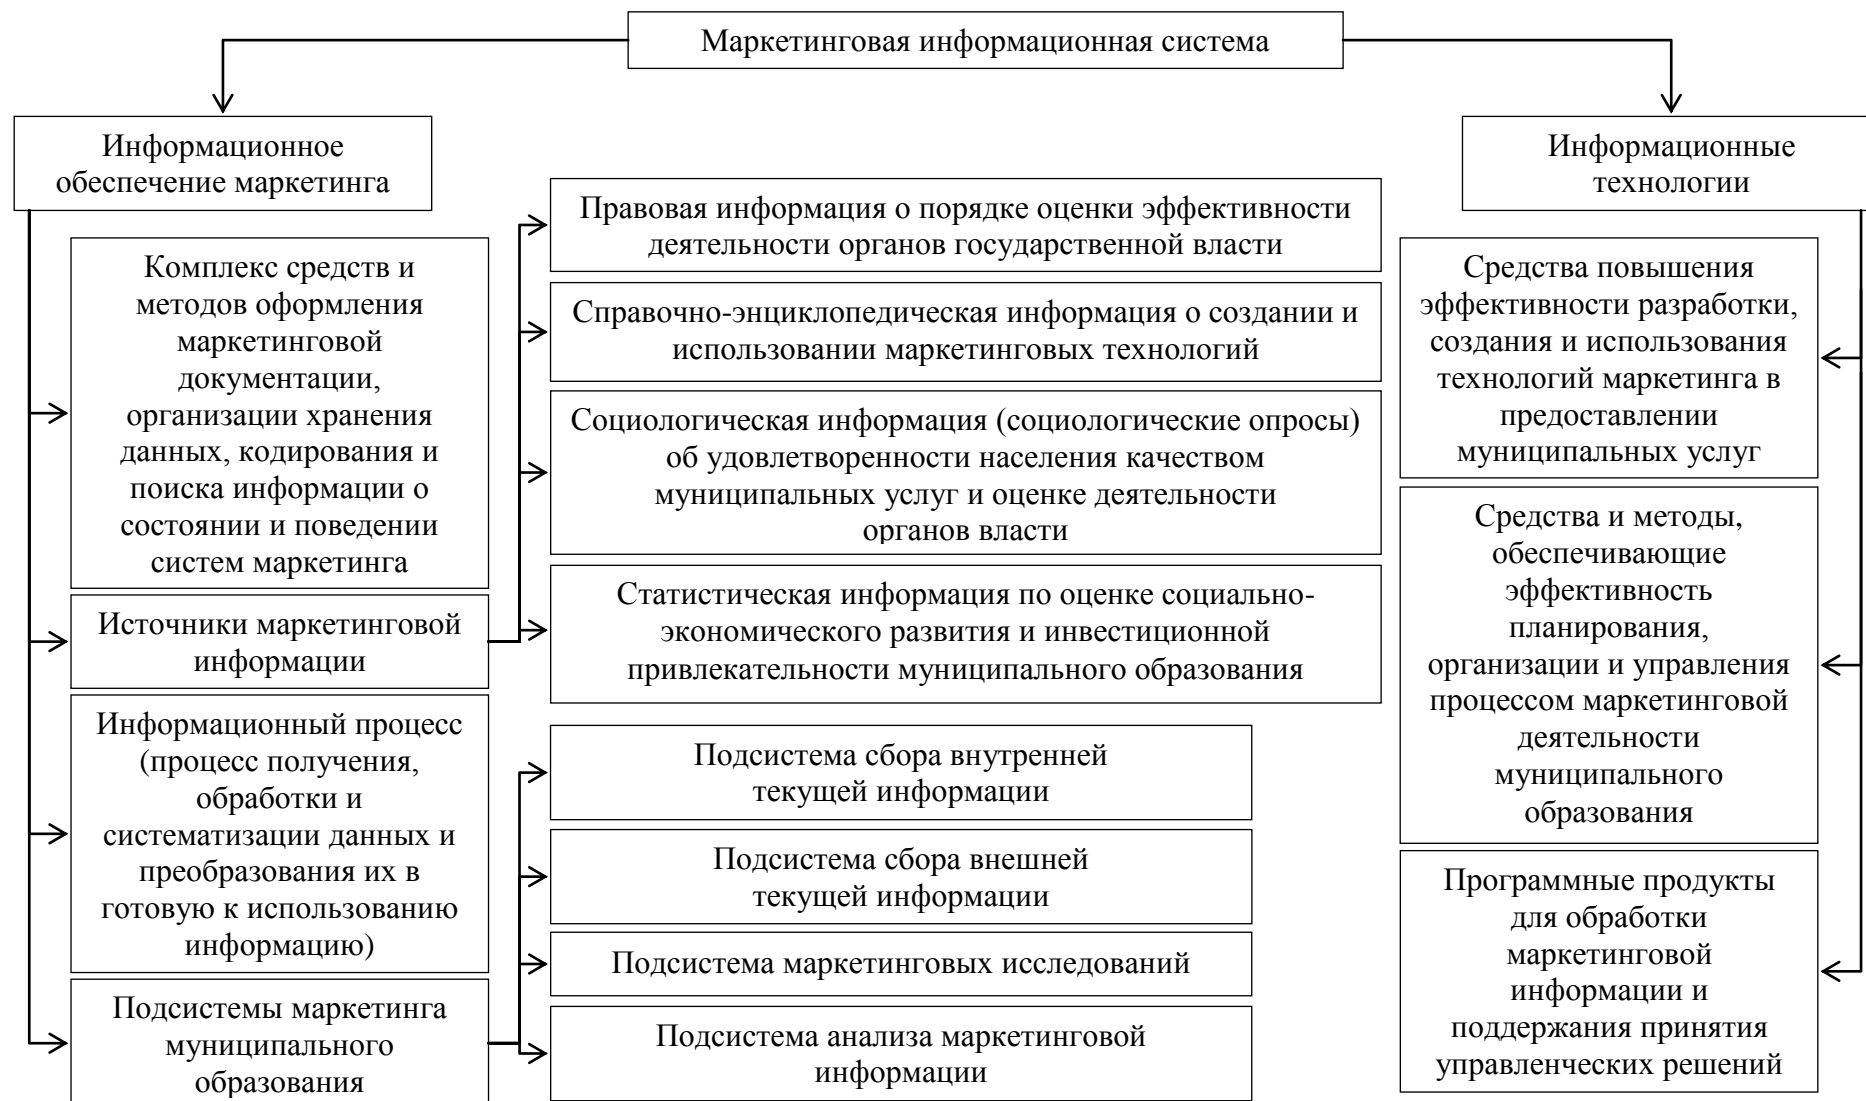 Маркетинговая информационная система
Информационное
обеспечение маркетинга
Комплекс средств и
методов оформления
маркетинговой
документации,
организации хранения
данных, кодирования и
поиска информации о
состоянии и поведении
систем маркетинга
Источники маркетинговой
информации
Информационный процесс
(процесс получения,
обработки и
систематизации данных и
преобразования их в
готовую к использованию
информацию)
Подсистемы маркетинга
муниципального
образования
Правовая информация о порядке оценки эффективности
деятельности органов государственной власти
Справочно-энциклопедическая информация о создании и
использовании маркетинговых технологий
Социологическая информация (социологические опросы)
об удовлетворенности населения качеством
муниципальных услуг и оценке деятельности
органов власти
Статистическая информация по оценке социально-
экономического развития и инвестиционной
привлекательности муниципального образования
Подсистема сбора внутренней
текущей информации
Подсистема сбора внешней
текущей информации
Подсистема маркетинговых исследований
Подсистема анализа маркетинговой
информации
Информационные
технологии
Средства повышения
эффективности разработки,
создания и использования
технологий маркетинга в
предоставлении
муниципальных услуг
Средства и методы,
обеспечивающие
эффективность
планирования,
организации и управления
процессом маркетинговой
деятельности
муниципального
образования
Программные продукты
для обработки
маркетинговой
информации и
поддержания принятия
управленческих решений